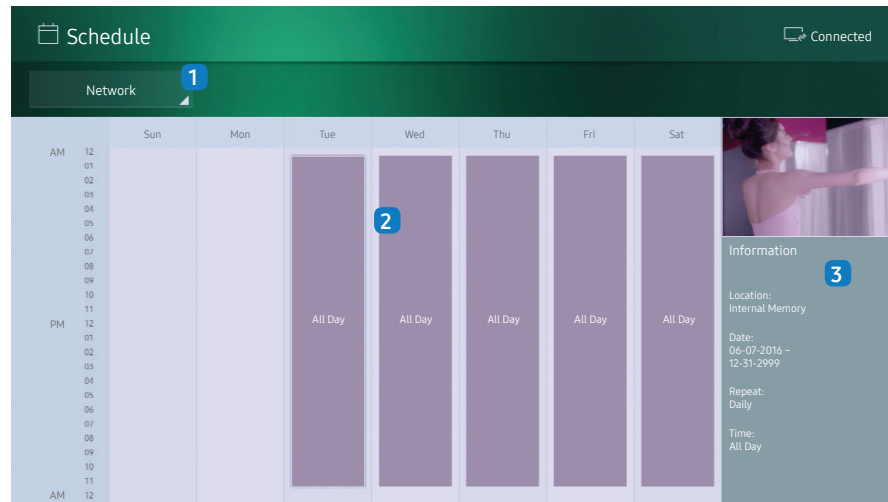 Schedule
Connected
Network
1
Sun Mon Tue Wed Thu Fri Sat
AM 12
01
02
03
04
05
06
07
08
09
10
11
PM 12
01
02
03
04
05
06
07
08
09
10
11
AM 12
2
All Day All Day All Day All Day All Day
Information
3
Location:
Internal Memory
Date:
06-07-2016 –
12-31-2999
Repeat:
Daily
Time:
All Day